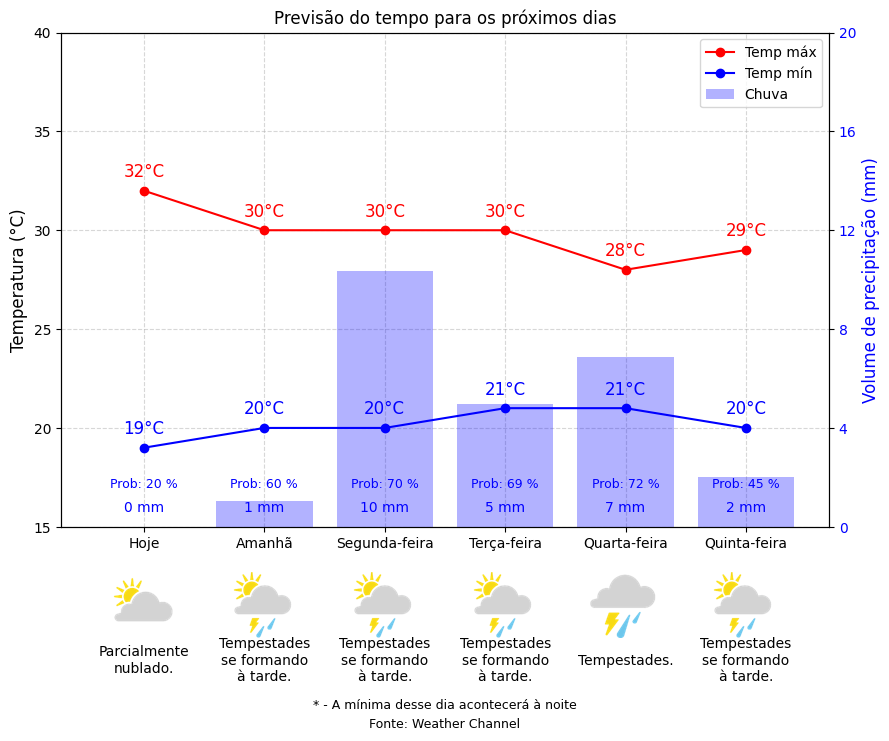 Previsão do tempo para os próximos dias
40
35
30
25
20
15
Temperatura (°C)
20
16
12
8
4
0
Volume de precipitação (mm)
Temp máx
Temp mín
Chuva
32°C
30°C
30°C
30°C
28°C
29°C
19°C
20°C
20°C
21°C
21°C
20°C
Prob: 20 %
Prob: 60 %
Prob: 70 %
Prob: 69 %
Prob: 72 %
Prob: 45 %
0 mm
1 mm
10 mm
5 mm
7 mm
2 mm
Hoje
Amanhã
Segunda-feira
Terça-feira
Quarta-feira
Quinta-feira
Parcialmente
nublado.
Tempestades
se formando
à tarde.
Tempestades
se formando
à tarde.
Tempestades
se formando
à tarde.
Tempestades.
Tempestades
se formando
à tarde.
* - A mínima desse dia acontecerá à noite
Fonte: Weather Channel